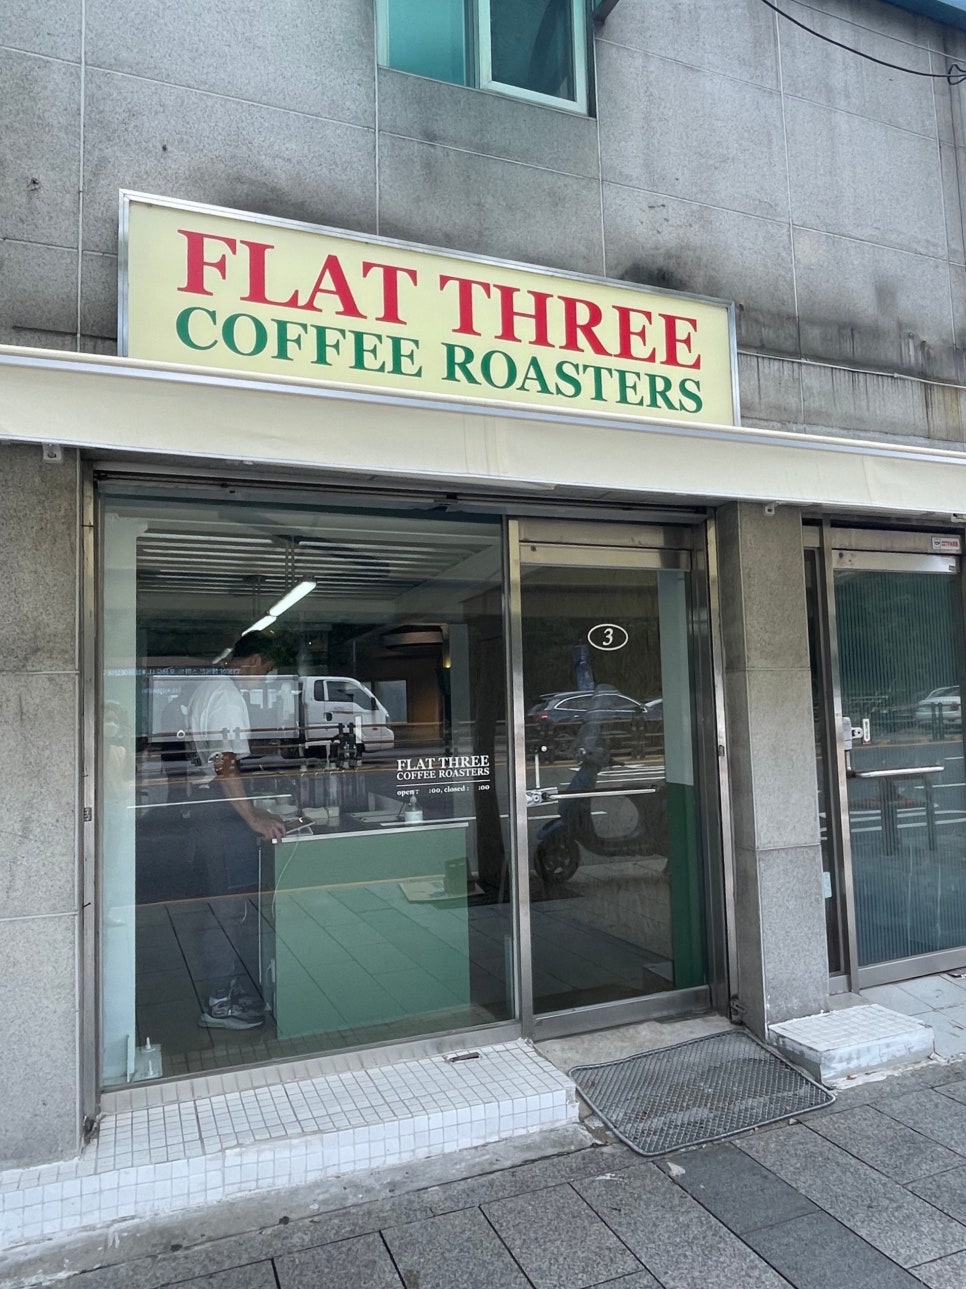 FLAT THREE
COFFEE ROASTERS
3
FLAT THREE
COFFEE ROASTERS
open : :00, closed : :00